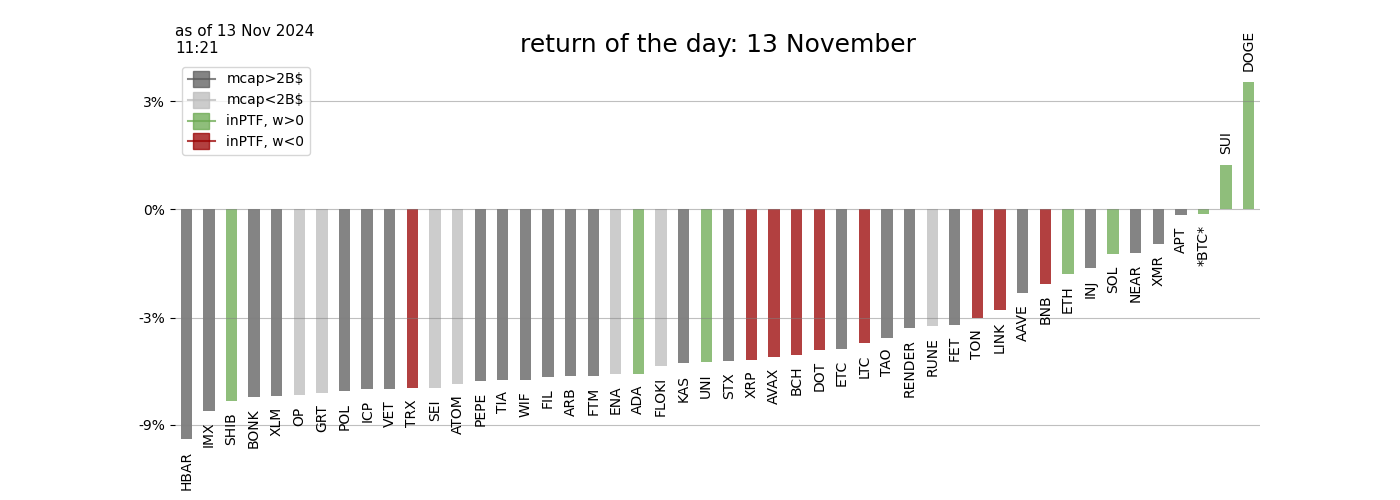 as of 13 Nov 2024
11:21
return of the day: 13 November
mcap>2B$
mcap<2B$
inPTF, w>0
inPTF, w<0
3%
0%
-3%
-9%
HBAR
IMX
SHIB
BONK
XLM
OP
GRT
POL
ICP
VET
TRX
SEI
ATOM
PEPE
TIA
WIF
FIL
ARB
FTM
ENA
ADA
FLOKI
KAS
UNI
STX
XRP
AVAX
BCH
DOT
ETC
LTC
TAO
RENDER
RUNE
FET
TON
LINK
AAVE
BNB
ETH
INJ
SOL
NEAR
XMR
APT
*BTC*
SUI
DOGE